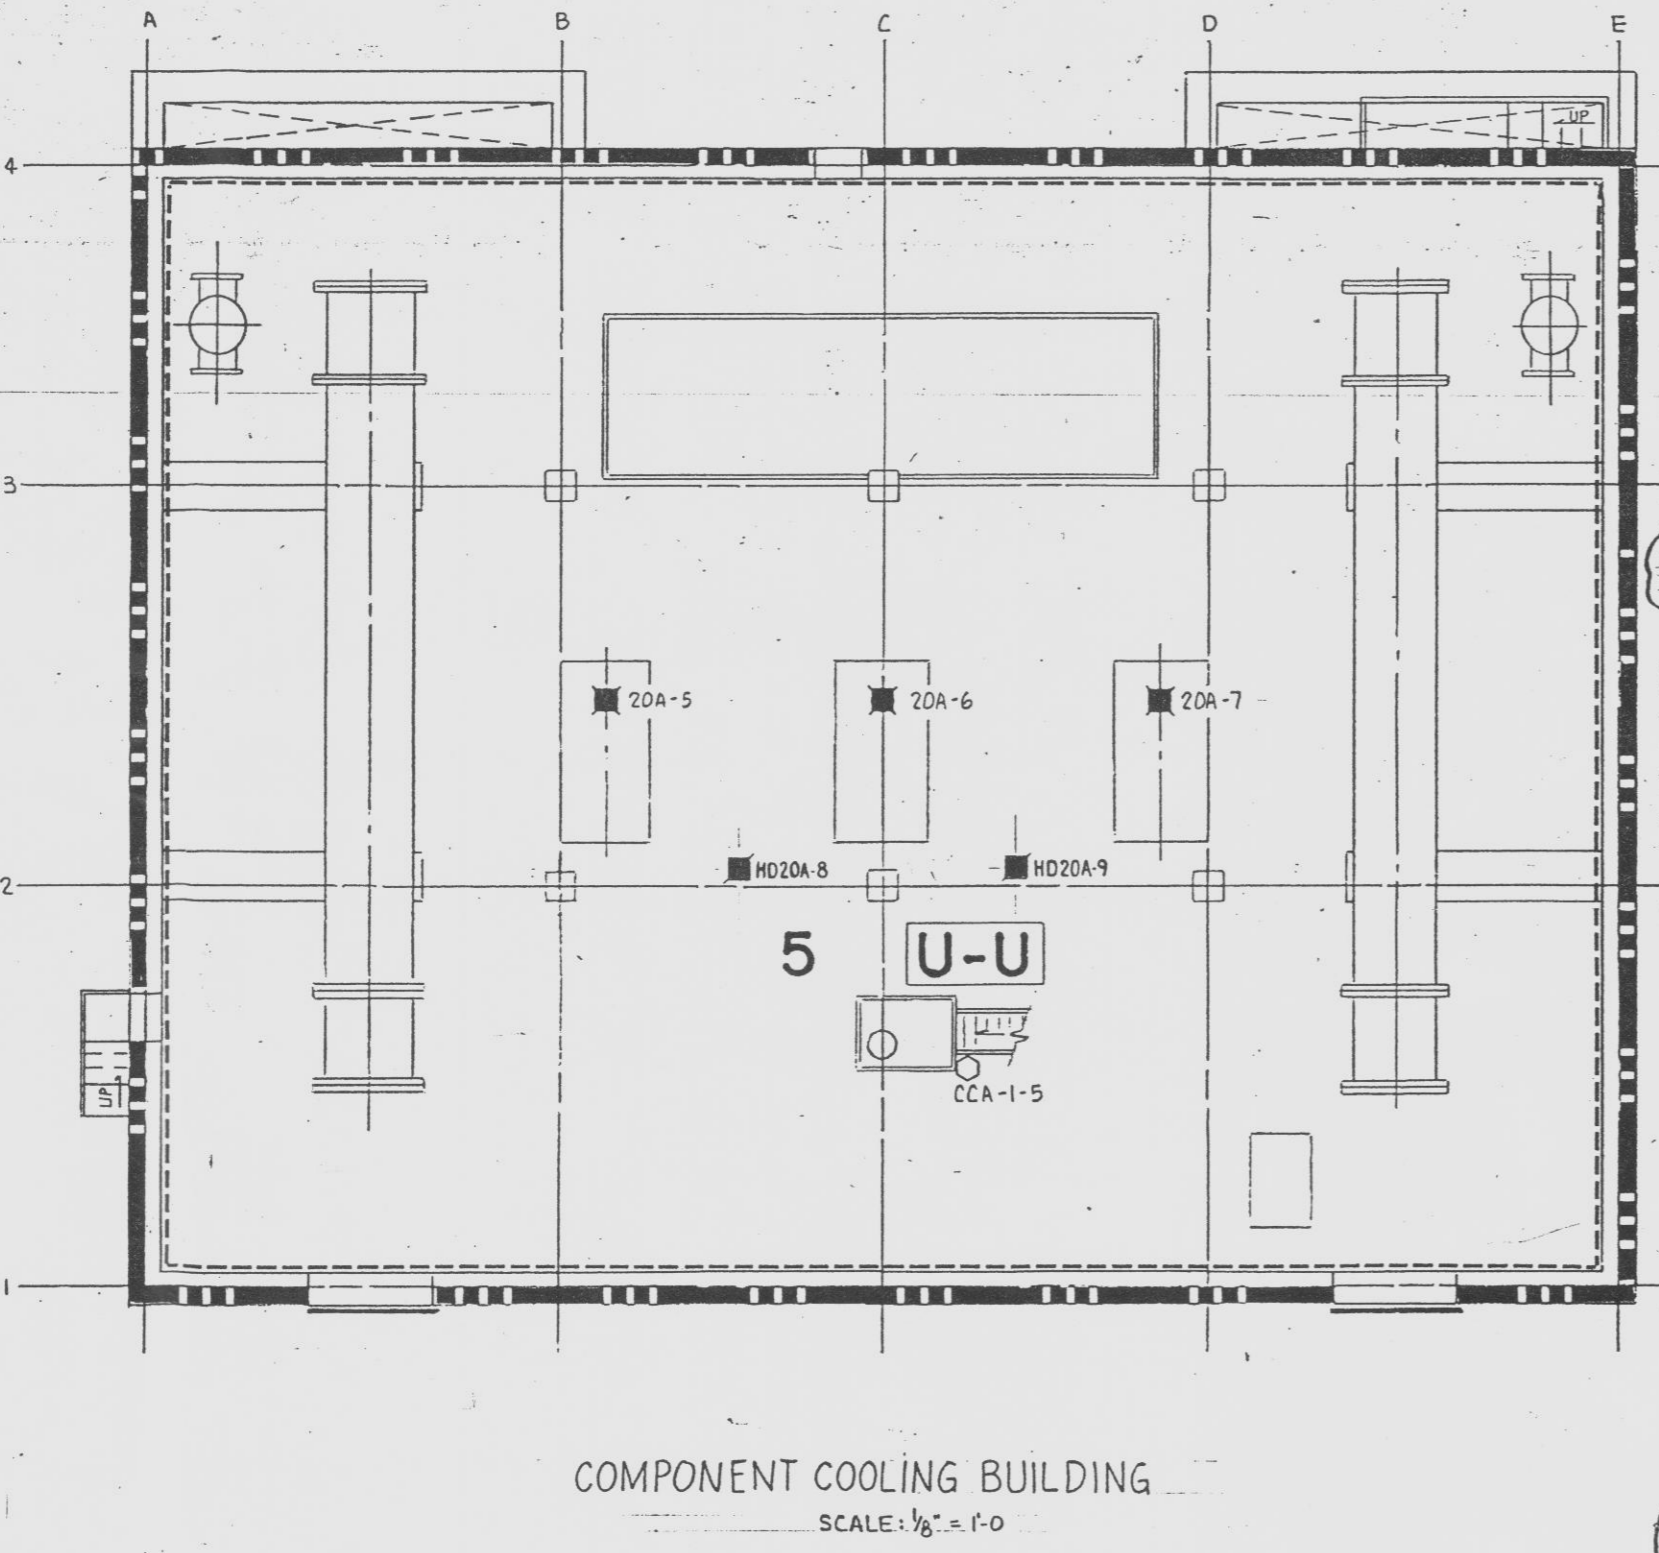 A B C D E
UP
4
3
20A-5 20A-6 20A-7
2
HD20A-8 HD20A-9
5 U-U
CCA-1-5
UP
1
COMPONENT COOLING BUILDING
SCALE: 1/8" = 1'-0